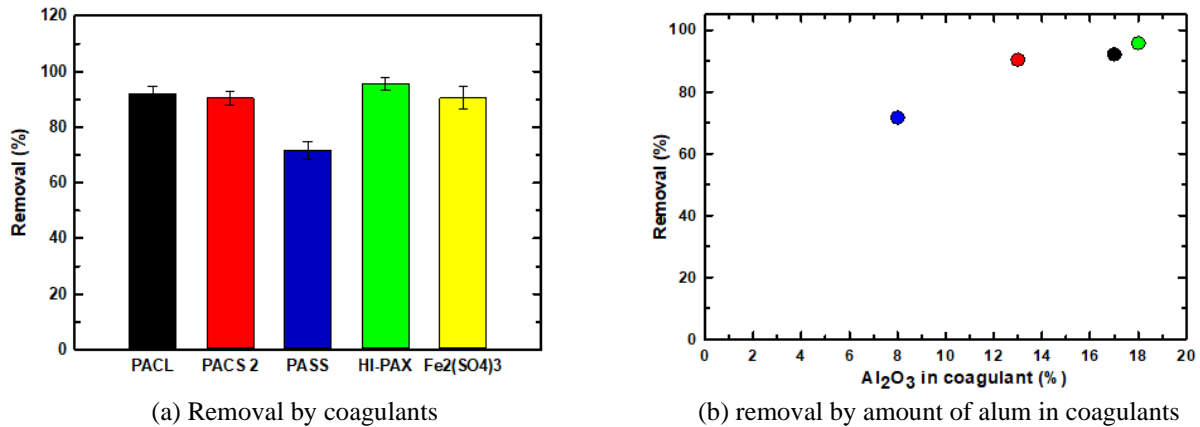 120
100
80
60
40
20
0
Removal (%)
PACL PACS 2 PASS HI-PAX Fe2(SO4)3
(a) Removal by coagulants
100
80
60
40
20
0
Removal (%)
0 2 4 6 8 10 12 14 16 18 20
Al2O3 in coagulant (%)
(b) removal by amount of alum in coagulants